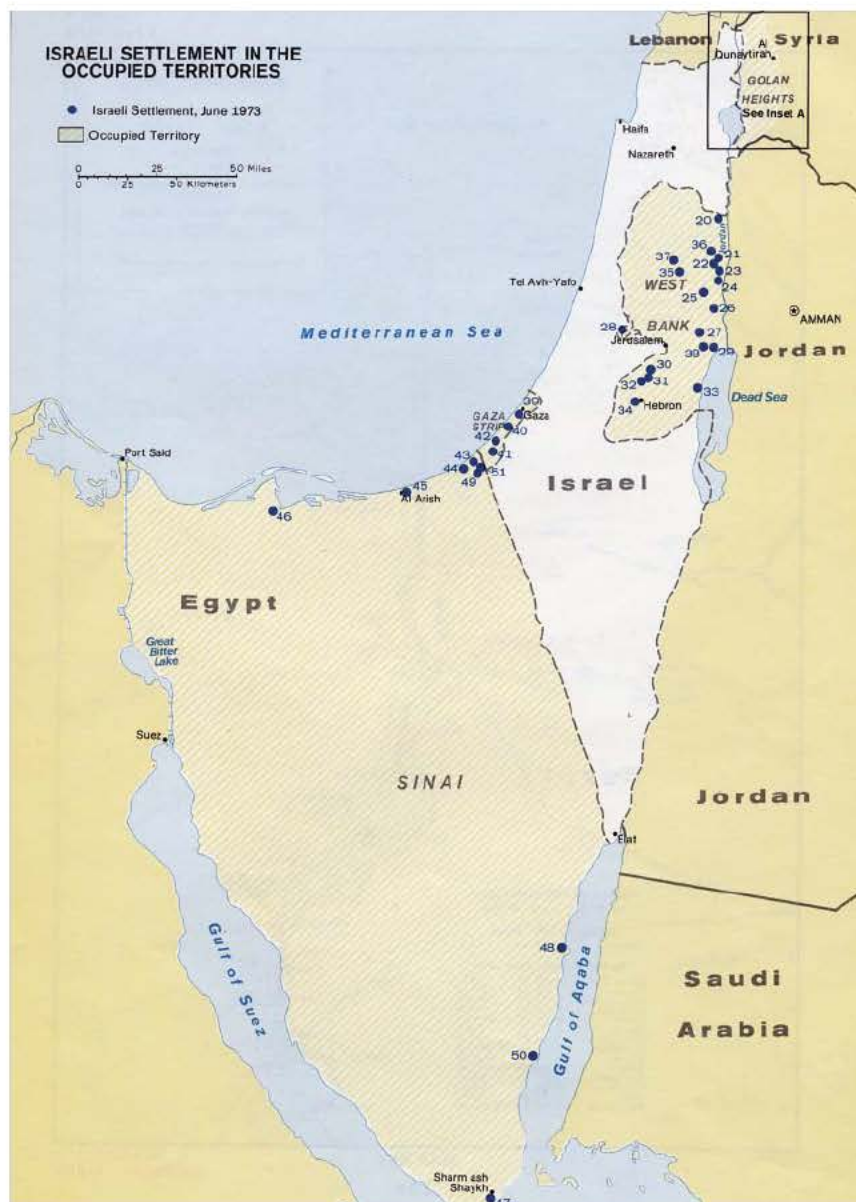 ISRAELI SETTLEMENT IN THE
OCCUPIED TERRITORIES
Israeli Settlement, June 1973
Occupied Territory
0 25 50 Miles
0 25 50 Kilometers
Lebanon
Syria
Al
Qunaytirah
GOLAN
HEIGHTS
See Inset A
Haifa
Nazareth
20
Jordan
36
21
37
22
35
23
WEST
24
25
Tel Aviv-Yafo
26
AMMAN
Mediterranean Sea
28
BANK
27
Jerusalem
Jordan
38
29
30
32
31
33
Dead Sea
34
Hebron
39
Gaza
GAZA
STRIP
40
42
41
Port Said
43
44
51
49
Israel
45
Al Arish
46
Egypt
Great
Bitter
Lake
Suez
SINAI
Jordan
Elat
Gulf of Suez
48
Gulf of Aqaba
Saudi
Arabia
50
Sharm ash
Shaykh
47